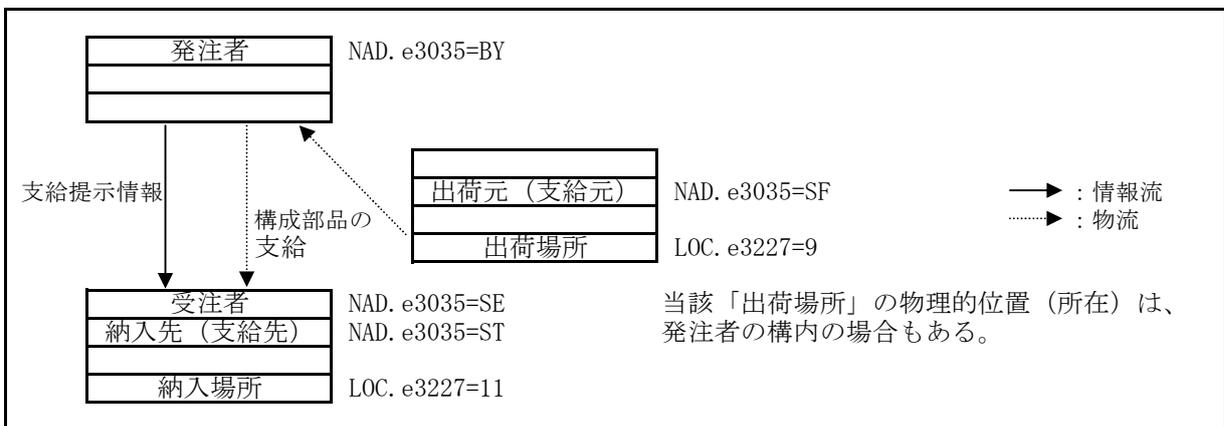 発注者 NAD.e3035=BY
支給提示情報
構成部品の
支給
出荷元（支給元） NAD.e3035=SF
出荷場所 LOC.e3227=9
：情報流
：物流
受注者 NAD.e3035=SE
納入先（支給先） NAD.e3035=ST
納入場所 LOC.e3227=11
当該「出荷場所」の物理的位置（所在）は、
発注者の構内の場合もある。